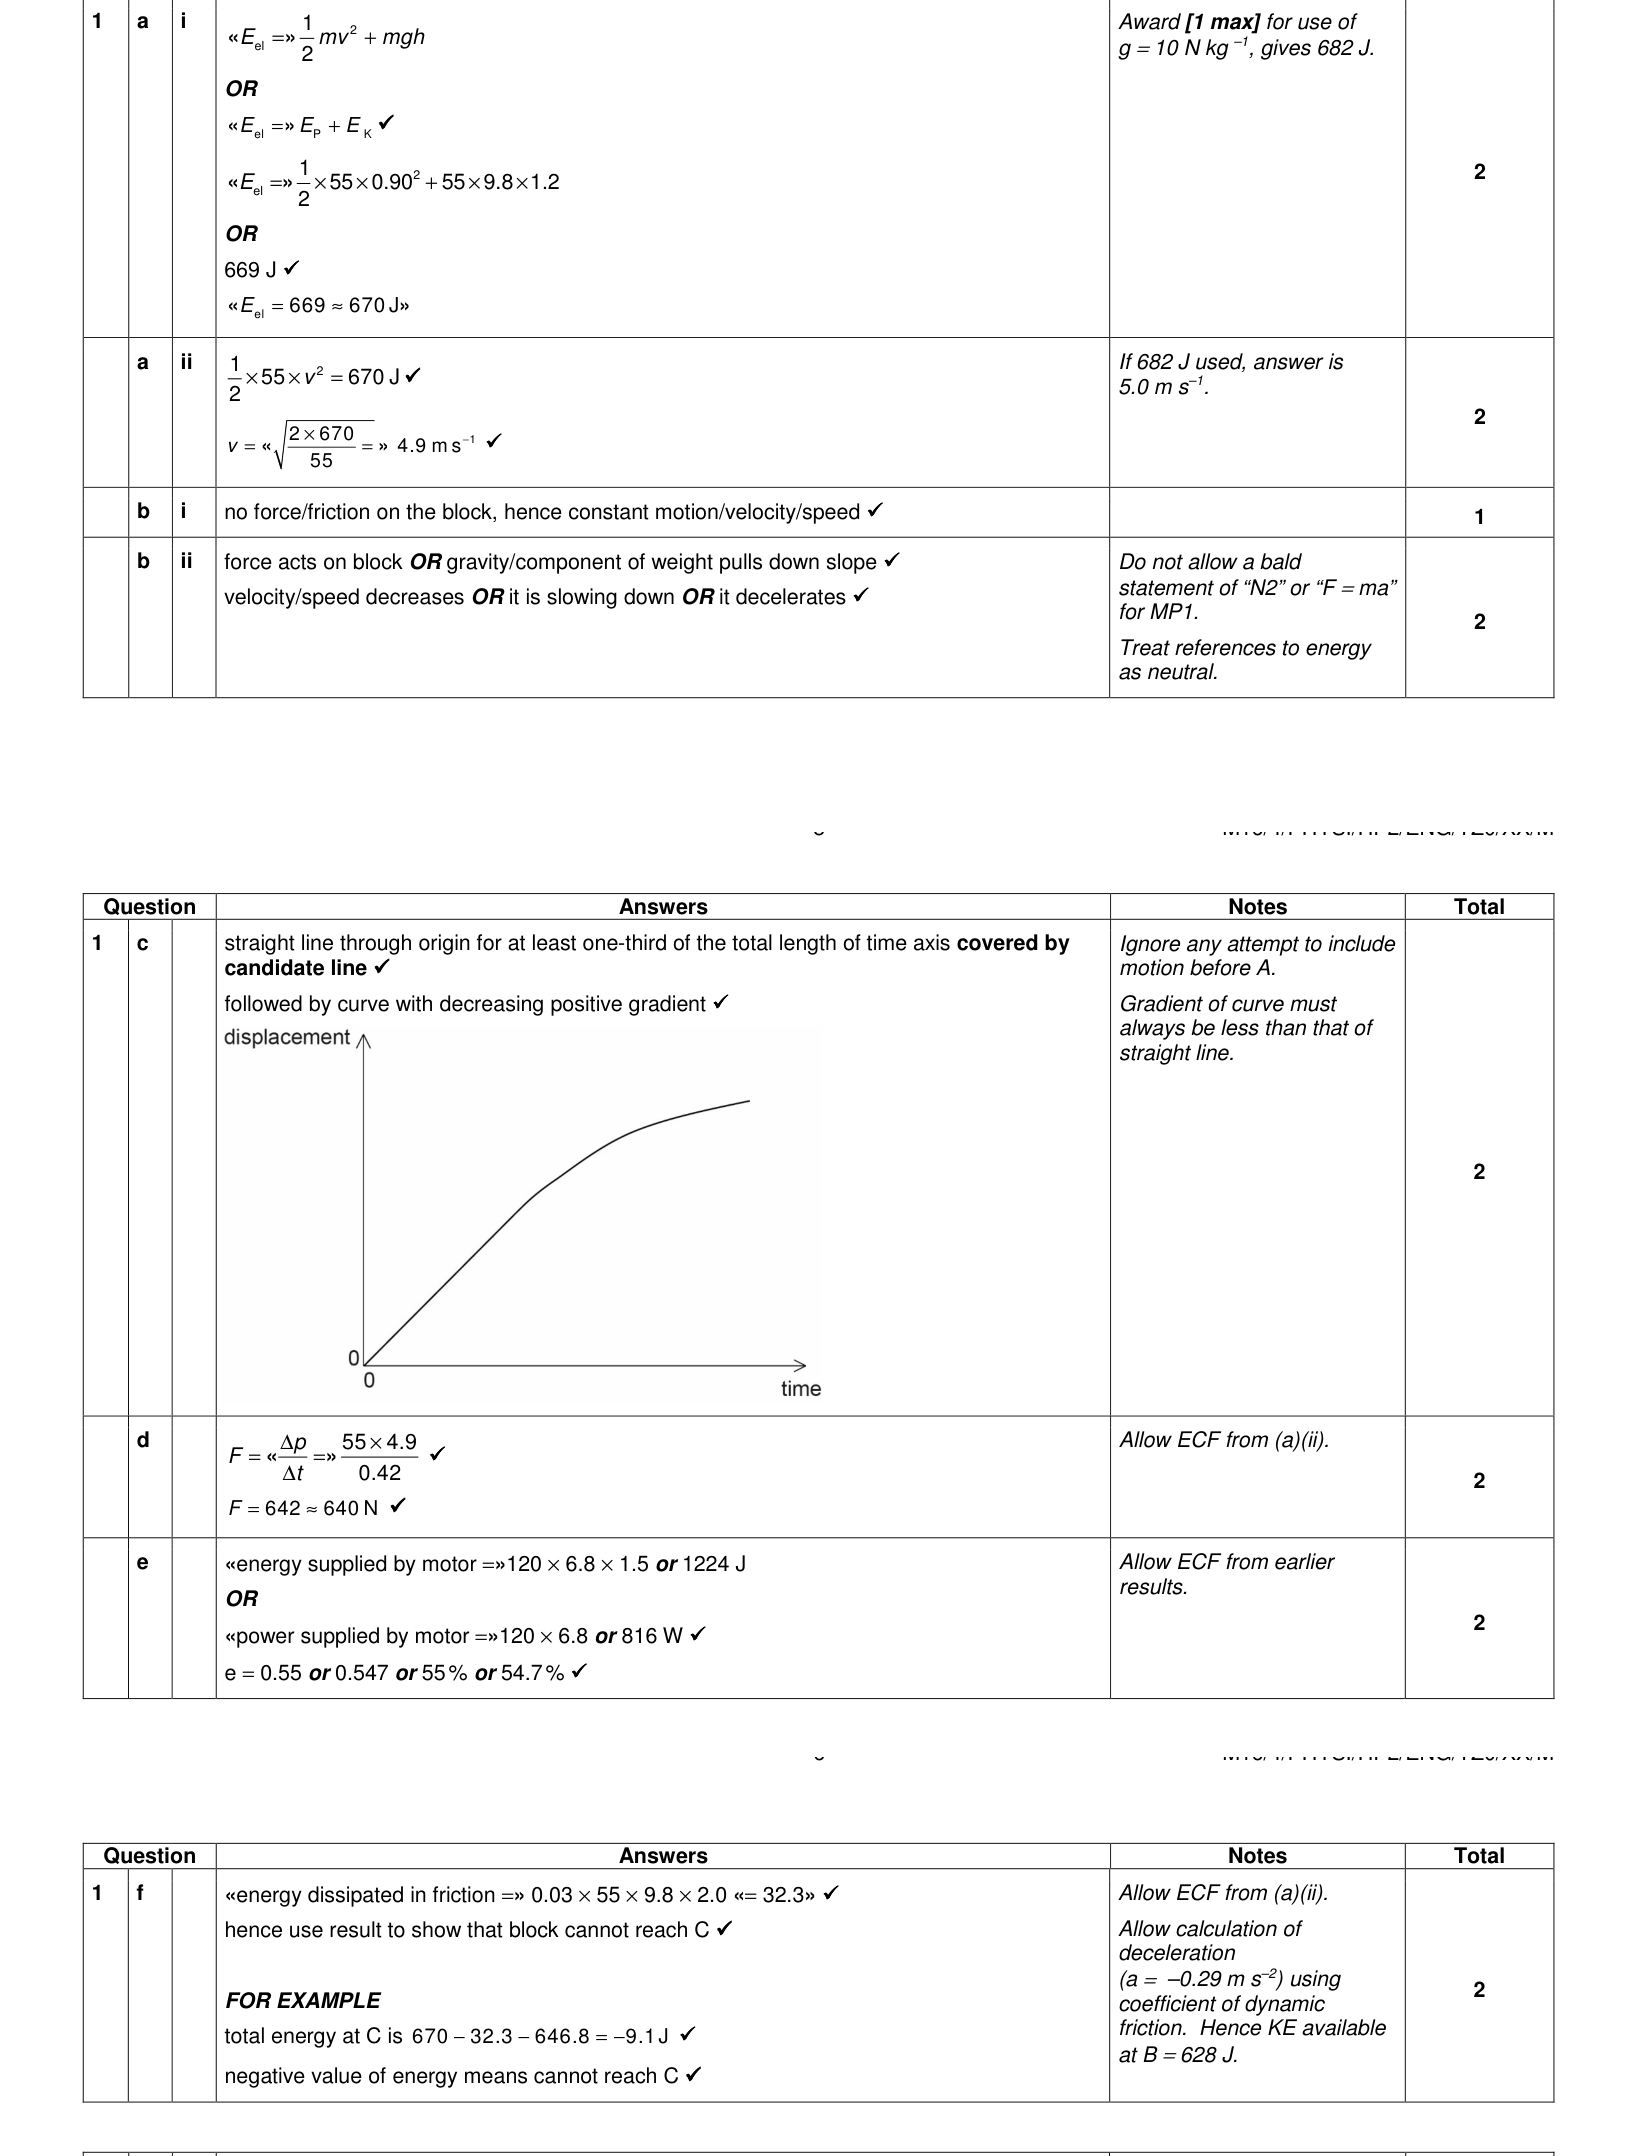 1 a i «E_el =» 1/2 mv² + mgh Award [1 max] for use of
g = 10 N kg⁻¹, gives 682 J.
OR
«E_el =» E_P + E_K ✓
«E_el =» 1/2 × 55 × 0.90² + 55 × 9.8 × 1.2
2
OR
669 J ✓
«E_el = 669 ≈ 670 J»
a ii 1/2 × 55 × v² = 670 J ✓ If 682 J used, answer is
5.0 m s⁻¹.
2
v = «√(2 × 670 / 55) =» 4.9 m s⁻¹ ✓
b i no force/friction on the block, hence constant motion/velocity/speed ✓ 1
b ii force acts on block OR gravity/component of weight pulls down slope ✓ Do not allow a bald
velocity/speed decreases OR it is slowing down OR it decelerates ✓ statement of “N2” or “F = ma”
for MP1.
2
Treat references to energy
as neutral.
Question Answers Notes Total
1 c straight line through origin for at least one-third of the total length of time axis covered by Ignore any attempt to include
candidate line ✓ motion before A.
followed by curve with decreasing positive gradient ✓ Gradient of curve must
always be less than that of
straight line.
displacement
2
0
0
time
d F = «Δp/Δt =» 55 × 4.9 / 0.42 ✓ Allow ECF from (a)(ii).
2
F = 642 ≈ 640 N ✓
e «energy supplied by motor =»120 × 6.8 × 1.5 or 1224 J Allow ECF from earlier
results.
OR
2
«power supplied by motor =»120 × 6.8 or 816 W ✓
e = 0.55 or 0.547 or 55% or 54.7% ✓
Question Answers Notes Total
1 f «energy dissipated in friction =» 0.03 × 55 × 9.8 × 2.0 «= 32.3» ✓ Allow ECF from (a)(ii).
hence use result to show that block cannot reach C ✓ Allow calculation of
deceleration
(a = –0.29 m s⁻²) using
2
FOR EXAMPLE coefficient of dynamic
total energy at C is 670 – 32.3 – 646.8 = –9.1 J ✓ friction. Hence KE available
at B = 628 J.
negative value of energy means cannot reach C ✓